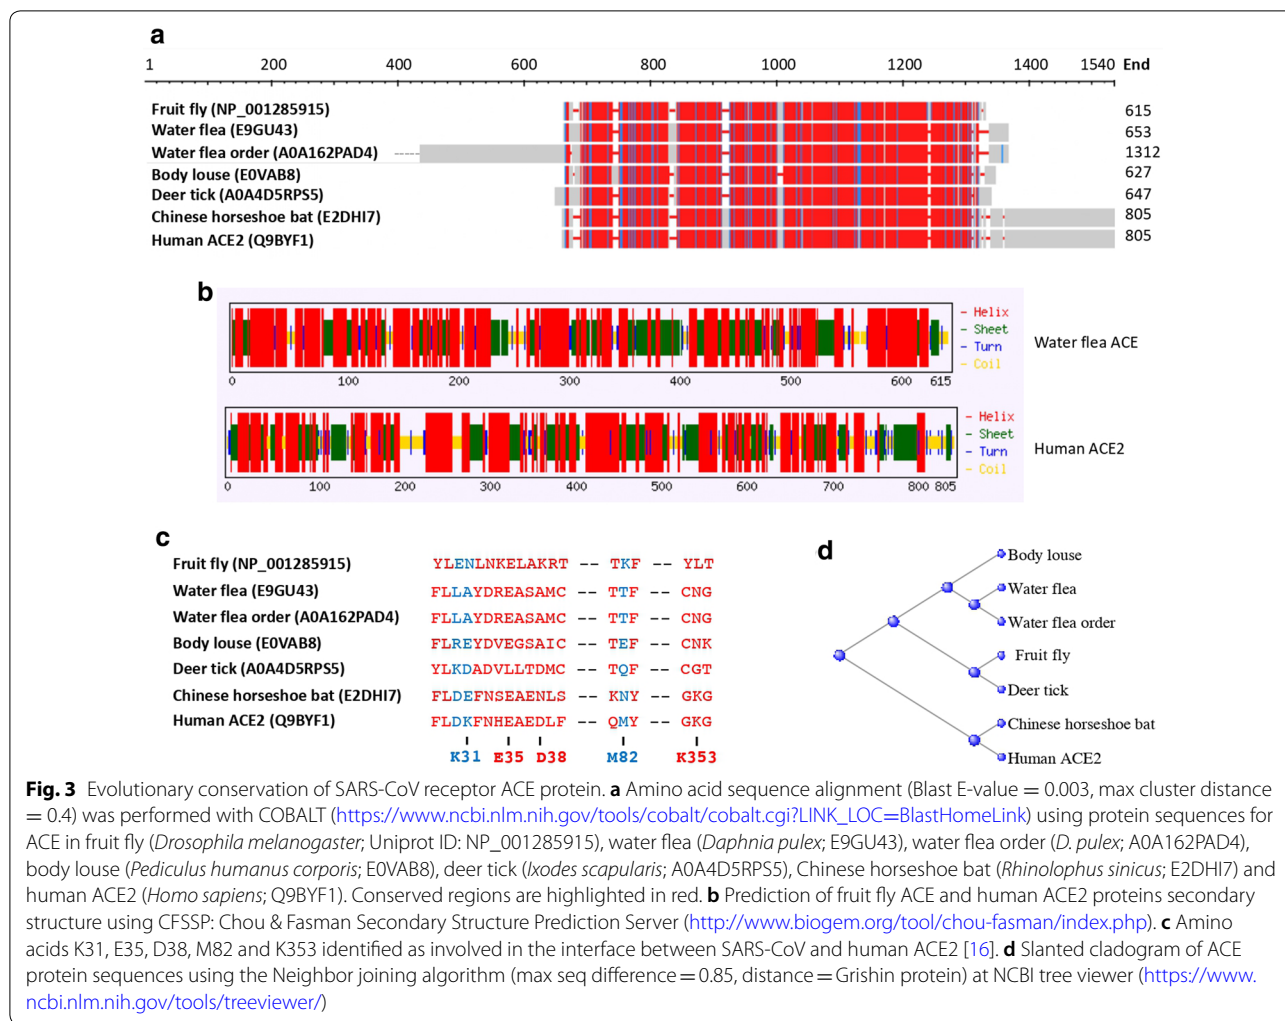 a
1 200 400 600 800 1000 1200 1400 1540 End
Fruit fly (NP_001285915) 615
Water flea (E9GU43) 653
Water flea order (A0A162PAD4) 1312
Body louse (E0VAB8) 627
Deer tick (A0A4D5RPS5) 647
Chinese horseshoe bat (E2DHI7) 805
Human ACE2 (Q9BYF1) 805
b
- Helix
- Sheet
- Turn
- Coil
Water flea ACE
0 100 200 300 400 500 600 615
- Helix
- Sheet
- Turn
- Coil
Human ACE2
0 100 200 300 400 500 600 700 800 805
c
Fruit fly (NP_001285915) YLENLNKELAKRT -- TKF -- YLT
Water flea (E9GU43) FLLAYDREASAMC -- TTF -- CNG
Water flea order (A0A162PAD4) FLLAYDREASAMC -- TTF -- CNG
Body louse (E0VAB8) FLREYDVEGSAIC -- TEF -- CNK
Deer tick (A0A4D5RPS5) YLKDADVLLTDMC -- TQF -- CGT
Chinese horseshoe bat (E2DHI7) FLDEFNSEAENLS -- KNY -- GKG
Human ACE2 (Q9BYF1) FLDKFNHEAEDLF -- QMY -- GKG
K31 E35 D38 M82 K353
d
Body louse
Water flea
Water flea order
Fruit fly
Deer tick
Chinese horseshoe bat
Human ACE2
Fig. 3 Evolutionary conservation of SARS-CoV receptor ACE protein. a Amino acid sequence alignment (Blast E-value = 0.003, max cluster distance
= 0.4) was performed with COBALT (https://www.ncbi.nlm.nih.gov/tools/cobalt/cobalt.cgi?LINK_LOC=BlastHomeLink) using protein sequences for
ACE in fruit fly (Drosophila melanogaster; Uniprot ID: NP_001285915), water flea (Daphnia pulex; E9GU43), water flea order (D. pulex; A0A162PAD4),
body louse (Pediculus humanus corporis; E0VAB8), deer tick (Ixodes scapularis; A0A4D5RPS5), Chinese horseshoe bat (Rhinolophus sinicus; E2DHI7) and
human ACE2 (Homo sapiens; Q9BYF1). Conserved regions are highlighted in red. b Prediction of fruit fly ACE and human ACE2 proteins secondary
structure using CFSSP: Chou & Fasman Secondary Structure Prediction Server (http://www.biogem.org/tool/chou-fasman/index.php). c Amino
acids K31, E35, D38, M82 and K353 identified as involved in the interface between SARS-CoV and human ACE2 [16]. d Slanted cladogram of ACE
protein sequences using the Neighbor joining algorithm (max seq difference = 0.85, distance = Grishin protein) at NCBI tree viewer (https://www.
ncbi.nlm.nih.gov/tools/treeviewer/)